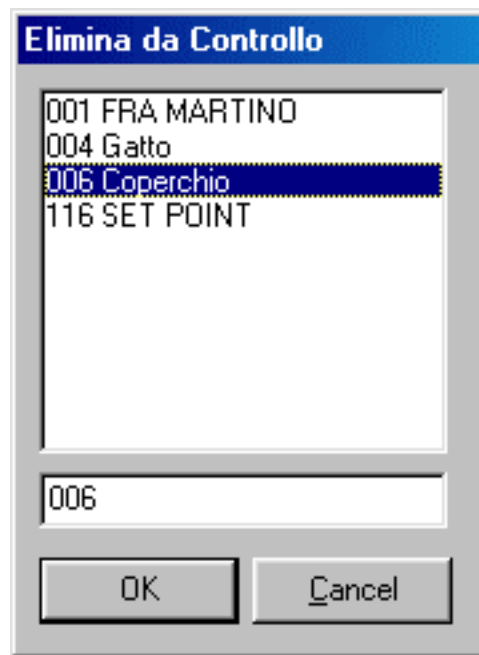 Elimina da Controllo
001 FRA MARTINO
004 Gatto
006 Coperchio
116 SET POINT
006
OK
Cancel